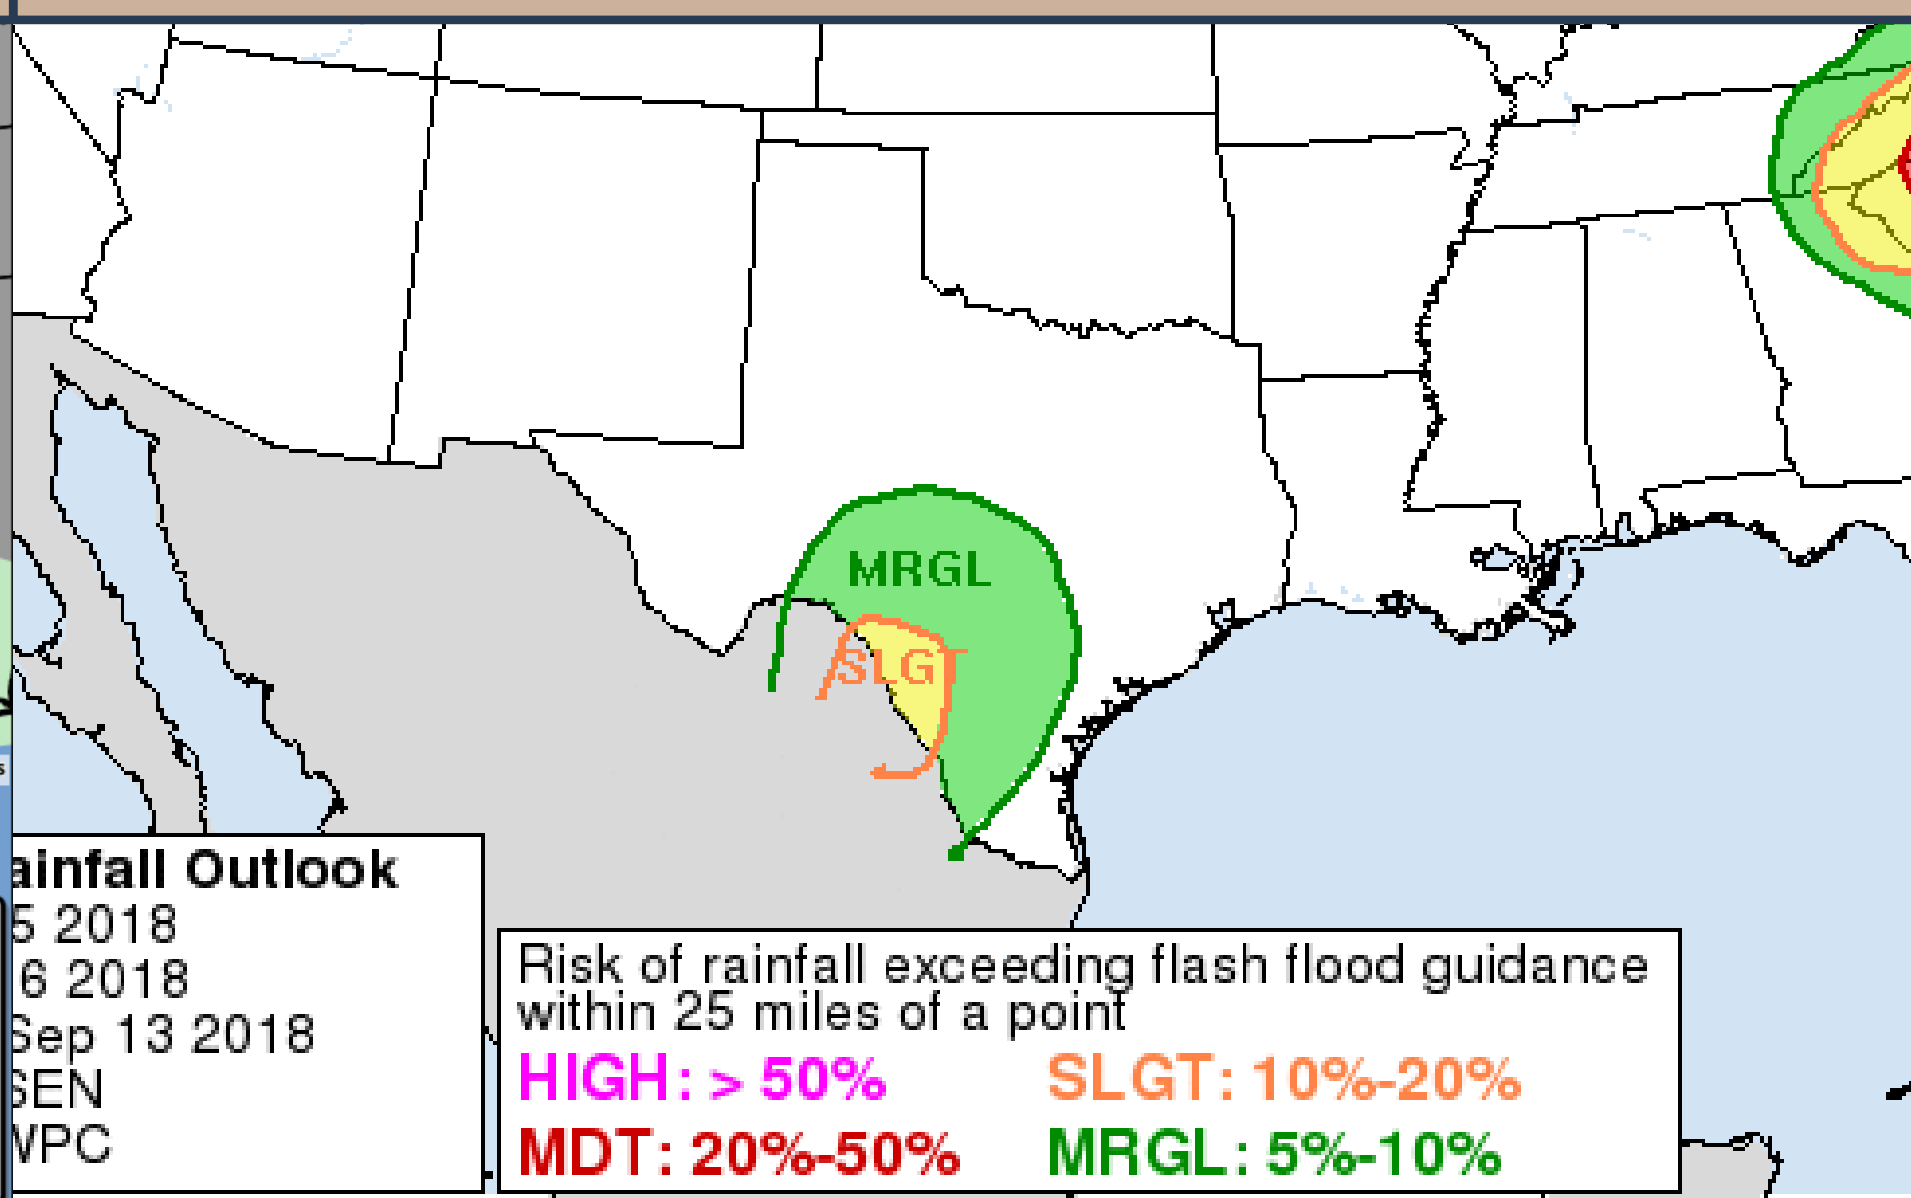 MRGL
SLGT
ainfall Outlook
5 2018
6 2018
Sep 13 2018
SEN
WPC
Risk of rainfall exceeding flash flood guidance
within 25 miles of a point
HIGH: > 50% SLGT: 10%-20%
MDT: 20%-50% MRGL: 5%-10%